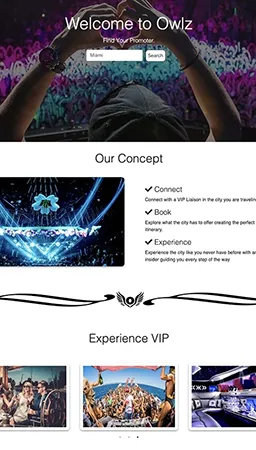 Welcome to Owlz
Find Your Promoter
Miami
Search
Our Concept
Connect
Connect with a VIP Liaison in the city you are traveling
Book
Explore what the city has to offer creating the perfect
itinerary.
Experience
Experience the city like you never have before with an
insider guiding you every step of the way
Experience VIP